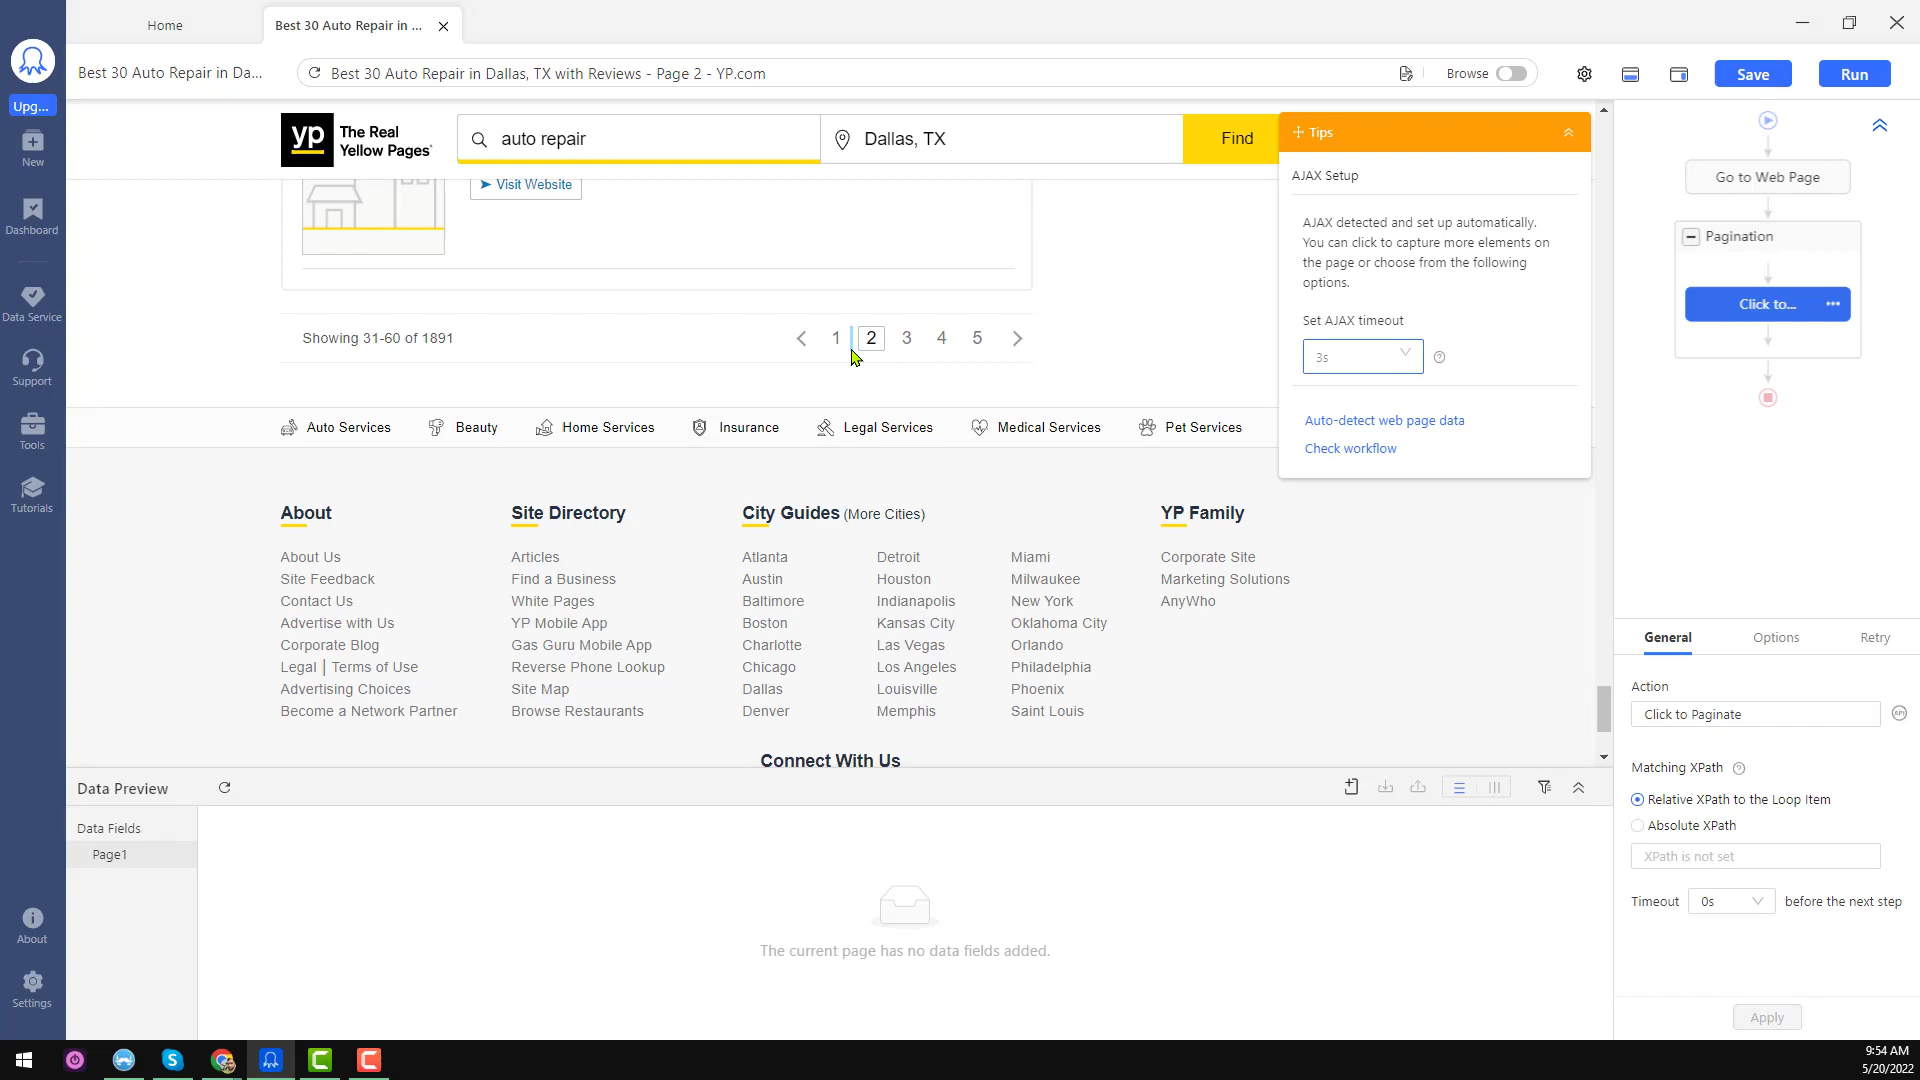 Home
Best 30 Auto Repair in ...
Best 30 Auto Repair in Da...
Best 30 Auto Repair in Dallas, TX with Reviews - Page 2 - YP.com
Browse
Save
Run
Upg...
New
Dashboard
Data Service
Support
Tools
Tutorials
About
Settings
yp
The Real
Yellow Pages®
auto repair
Dallas, TX
Find
➤ Visit Website
Showing 31-60 of 1891
1
2
3
4
5
Auto Services
Beauty
Home Services
Insurance
Legal Services
Medical Services
Pet Services
About
About Us
Site Feedback
Contact Us
Advertise with Us
Corporate Blog
Legal | Terms of Use
Advertising Choices
Become a Network Partner
Site Directory
Articles
Find a Business
White Pages
YP Mobile App
Gas Guru Mobile App
Reverse Phone Lookup
Site Map
Browse Restaurants
City Guides (More Cities)
Atlanta
Austin
Baltimore
Boston
Charlotte
Chicago
Dallas
Denver
Detroit
Houston
Indianapolis
Kansas City
Las Vegas
Los Angeles
Louisville
Memphis
Miami
Milwaukee
New York
Oklahoma City
Orlando
Philadelphia
Phoenix
Saint Louis
YP Family
Corporate Site
Marketing Solutions
AnyWho
Connect With Us
Tips
AJAX Setup
AJAX detected and set up automatically.
You can click to capture more elements on
the page or choose from the following
options.
Set AJAX timeout
3s
Auto-detect web page data
Check workflow
Go to Web Page
Pagination
Click to...
General
Options
Retry
Action
Click to Paginate
API
Matching XPath
Relative XPath to the Loop Item
Absolute XPath
XPath is not set
Timeout
0s
before the next step
Apply
Data Preview
Data Fields
Page1
The current page has no data fields added.
9:54 AM
5/20/2022